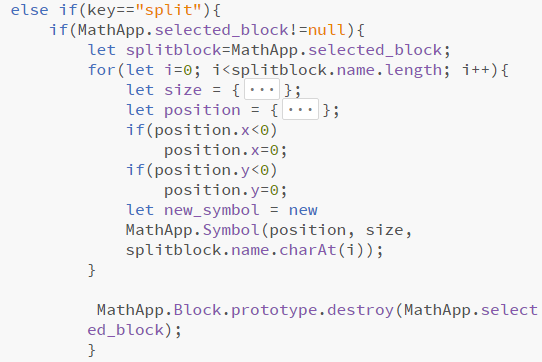 else if(key=="split"){
if(MathApp.selected_block!=null){
let splitblock=MathApp.selected_block;
for(let i=0; i<splitblock.name.length; i++){
let size = {···};
let position = {···};
if(position.x<0)
position.x=0;
if(position.y<0)
position.y=0;
let new_symbol = new
MathApp.Symbol(position, size,
splitblock.name.charAt(i));
}
MathApp.Block.prototype.destroy(MathApp.select
ed_block);
}